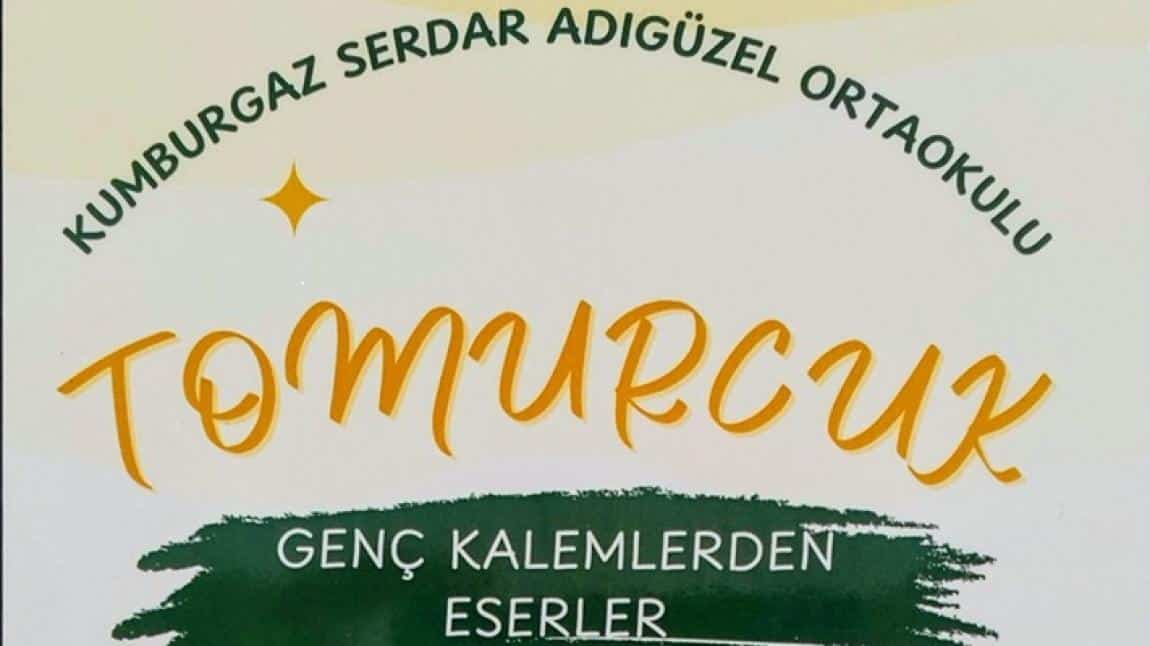 KUMBURGAZ SERDAR ADIGÜZEL ORTAOKULU
TOMURCUK
GENÇ KALEMLERDEN
ESERLER